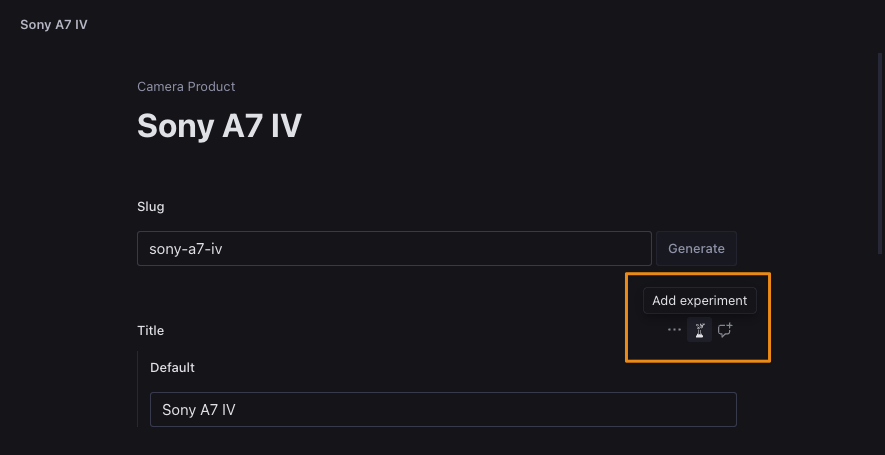 Sony A7 IV
Camera Product
Sony A7 IV
Slug
sony-a7-iv
Generate
Add experiment
Title
Default
Sony A7 IV